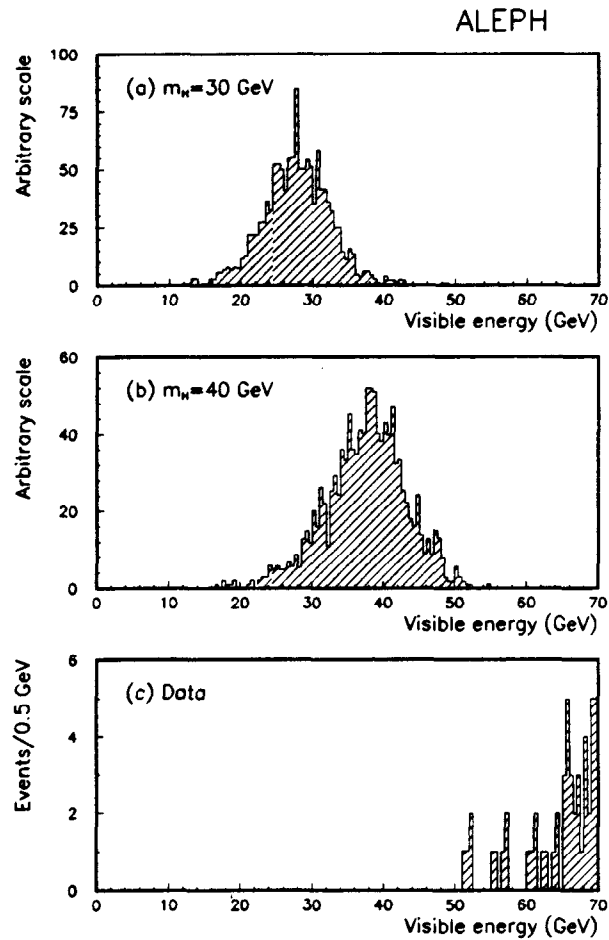 ALEPH
(a) mH=30 GeV
Arbitrary scale
100
75
50
25
0
0 10 20 30 40 50 60 70
Visible energy (GeV)
(b) mH=40 GeV
Arbitrary scale
60
40
20
0
0 10 20 30 40 50 60 70
Visible energy (GeV)
(c) Data
Events/0.5 GeV
6
4
2
0
0 10 20 30 40 50 60 70
Visible energy (GeV)